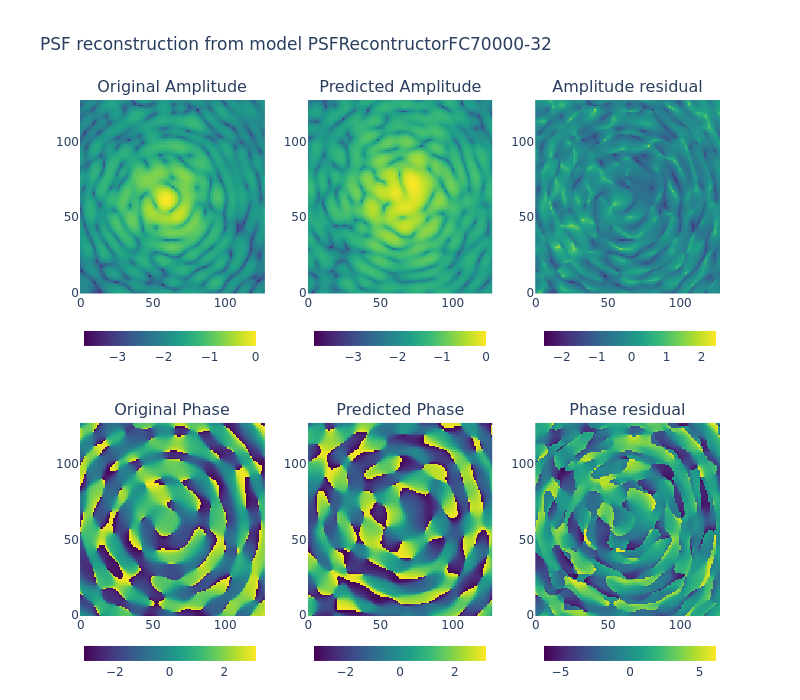 PSF reconstruction from model PSFRecontructorFC70000-32
Original Amplitude
Predicted Amplitude
Amplitude residual
100
50
0
0 50 100
100
50
0
0 50 100
100
50
0
0 50 100
−3 −2 −1 0
−3 −2 −1 0
−2 −1 0 1 2
Original Phase
Predicted Phase
Phase residual
100
50
0
0 50 100
100
50
0
0 50 100
100
50
0
0 50 100
−2 0 2
−2 0 2
−5 0 5